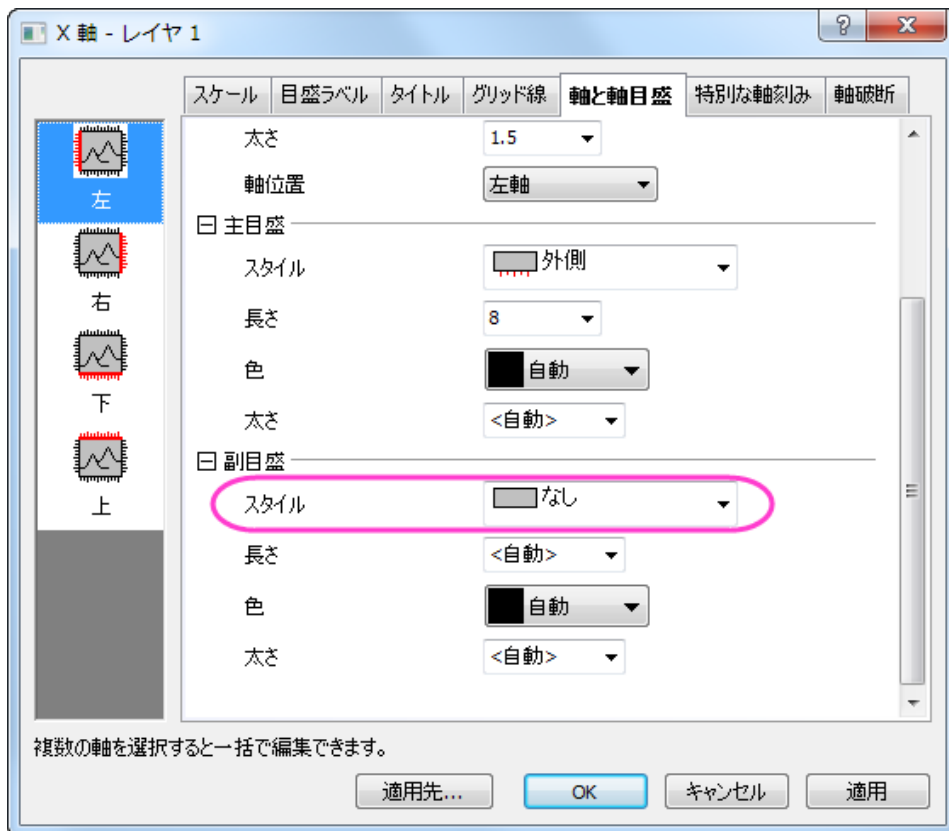 X 軸 - レイヤ 1
スケール 目盛ラベル タイトル グリッド線 軸と軸目盛 特別な軸刻み 軸破断
左
右
下
上
太さ 1.5
軸位置 左軸
主目盛
スタイル 外側
長さ 8
色 自動
太さ <自動>
副目盛
スタイル なし
長さ <自動>
色 自動
太さ <自動>
複数の軸を選択すると一括で編集できます。
適用先... OK キャンセル 適用